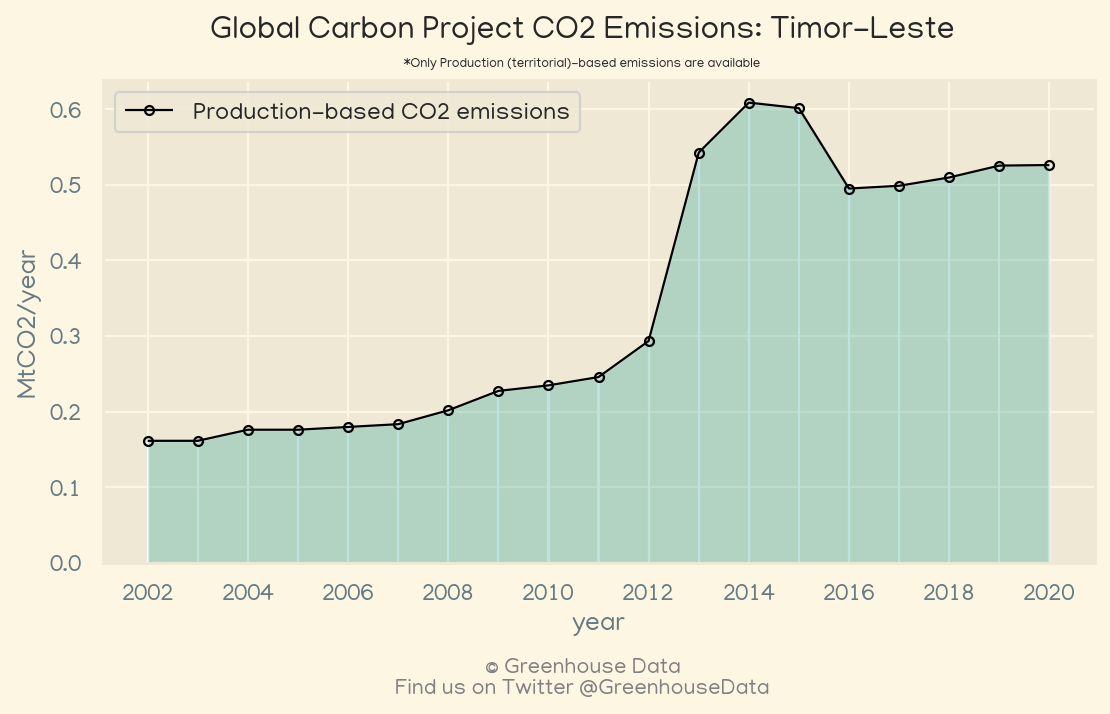 Global Carbon Project CO2 Emissions: Timor-Leste
*Only Production (territorial)-based emissions are available
Production-based CO2 emissions
0.6
0.5
0.4
0.3
0.2
0.1
0.0
MtCO2/year
2002 2004 2006 2008 2010 2012 2014 2016 2018 2020
year
© Greenhouse Data
Find us on Twitter @GreenhouseData